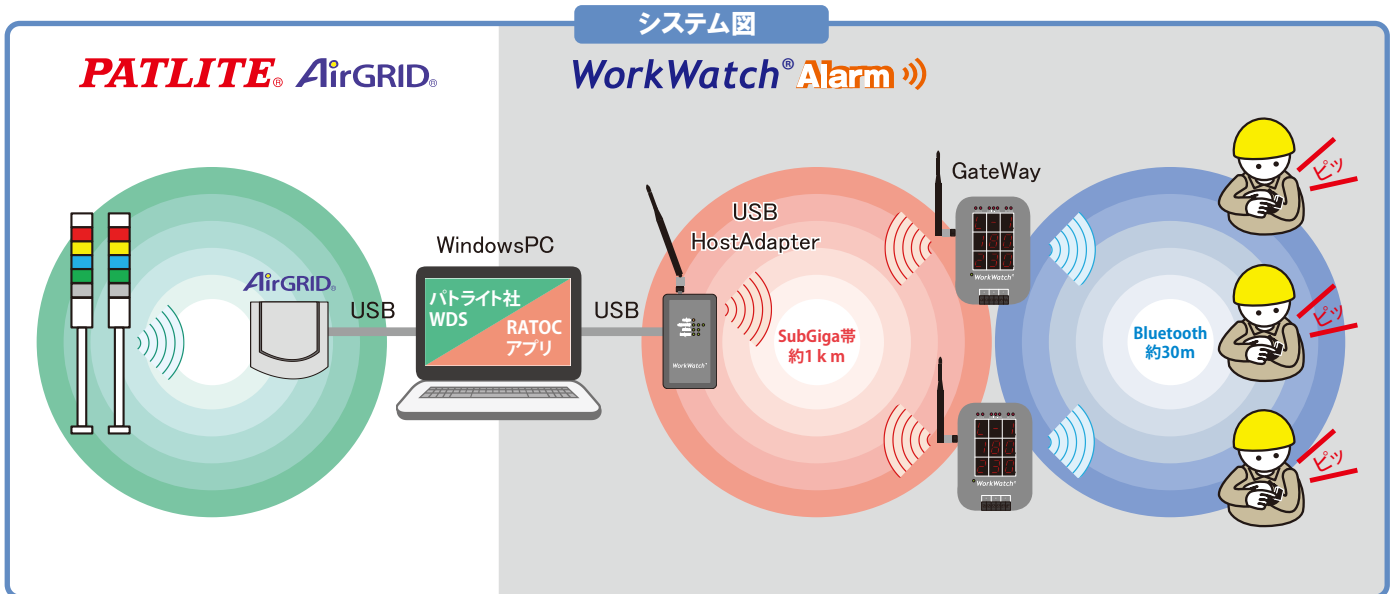 システム図
PATLITE® AirGRID®
WorkWatch® Alarm
GateWay
USB
HostAdapter
WindowsPC
AirGRID®
USB
パトライト社
WDS
RATOC
アプリ
USB
WorkWatch®
SubGiga帯
約1km
WorkWatch®
WorkWatch®
Bluetooth
約30m
ピッ
ピッ
ピッ